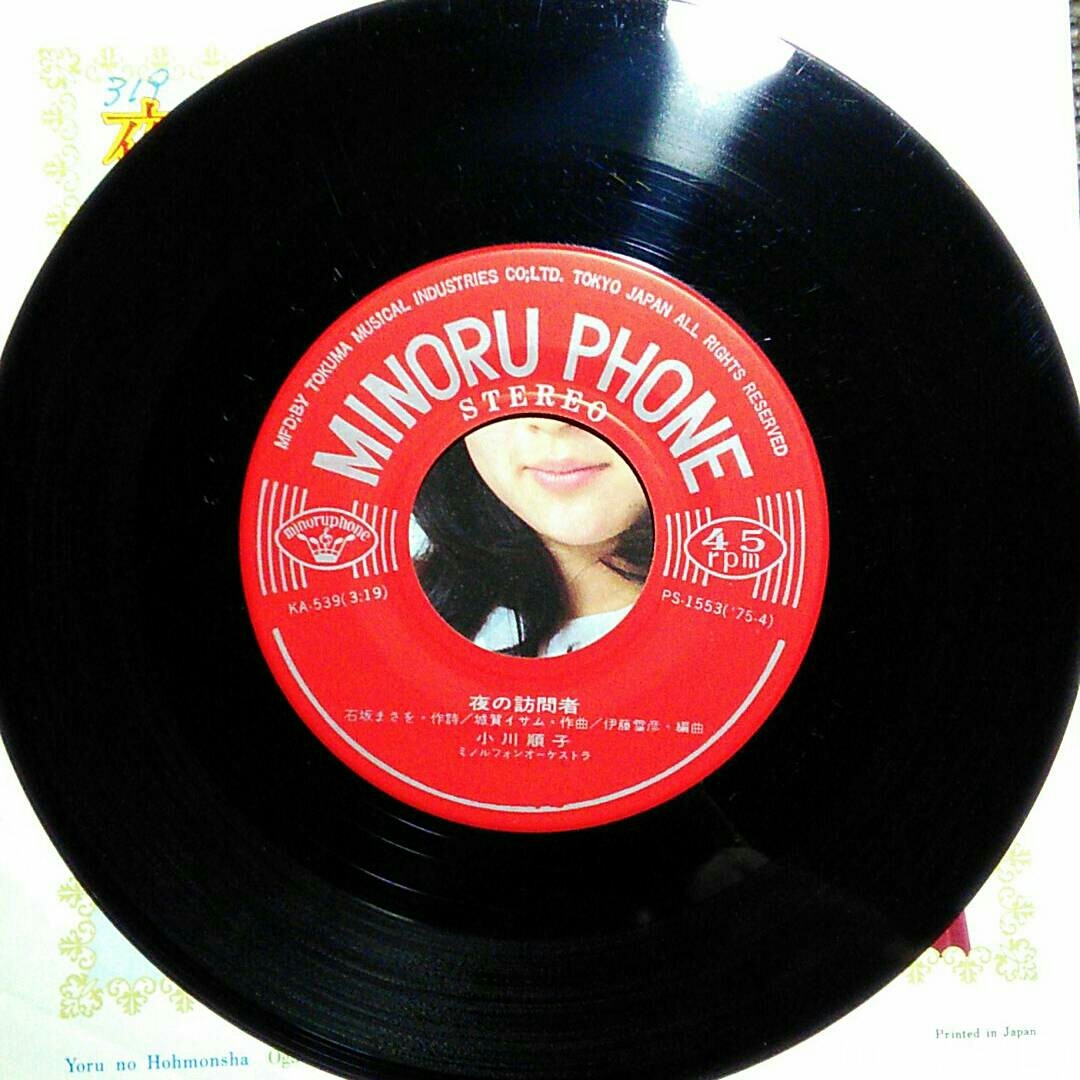 319
夜
MFD;BY TOKUMA MUSICAL INDUSTRIES CO;LTD. TOKYO JAPAN ALL RIGHTS RESERVED
MINORU PHONE
STEREO
minoruphone
45
rpm
KA-539(3:19)
PS-1553('75-4)
夜の訪問者
石坂まさを・作詩/城賀イサム・作曲/伊藤雪彦・編曲
小川順子
ミノルフォンオーケストラ
Printed in Japan
Yoru no Hohmonsha